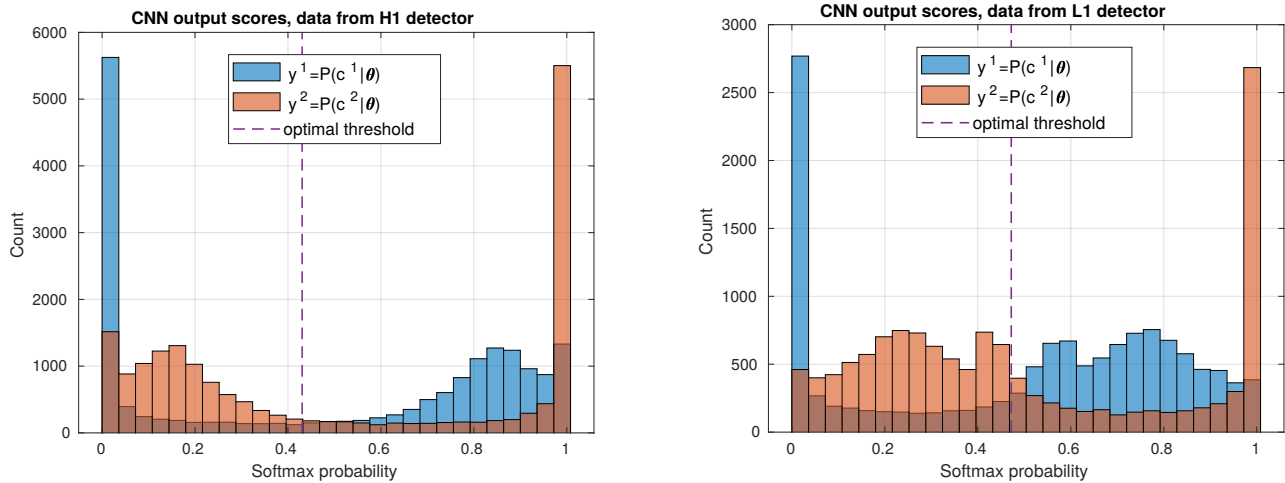 CNN output scores, data from H1 detector
6000
5000
4000
3000
2000
1000
0
Count
y¹=P(c¹|θ)
y²=P(c²|θ)
optimal threshold
0 0.2 0.4 0.6 0.8 1
Softmax probability
CNN output scores, data from L1 detector
3000
2500
2000
1500
1000
500
0
Count
y¹=P(c¹|θ)
y²=P(c²|θ)
optimal threshold
0 0.2 0.4 0.6 0.8 1
Softmax probability